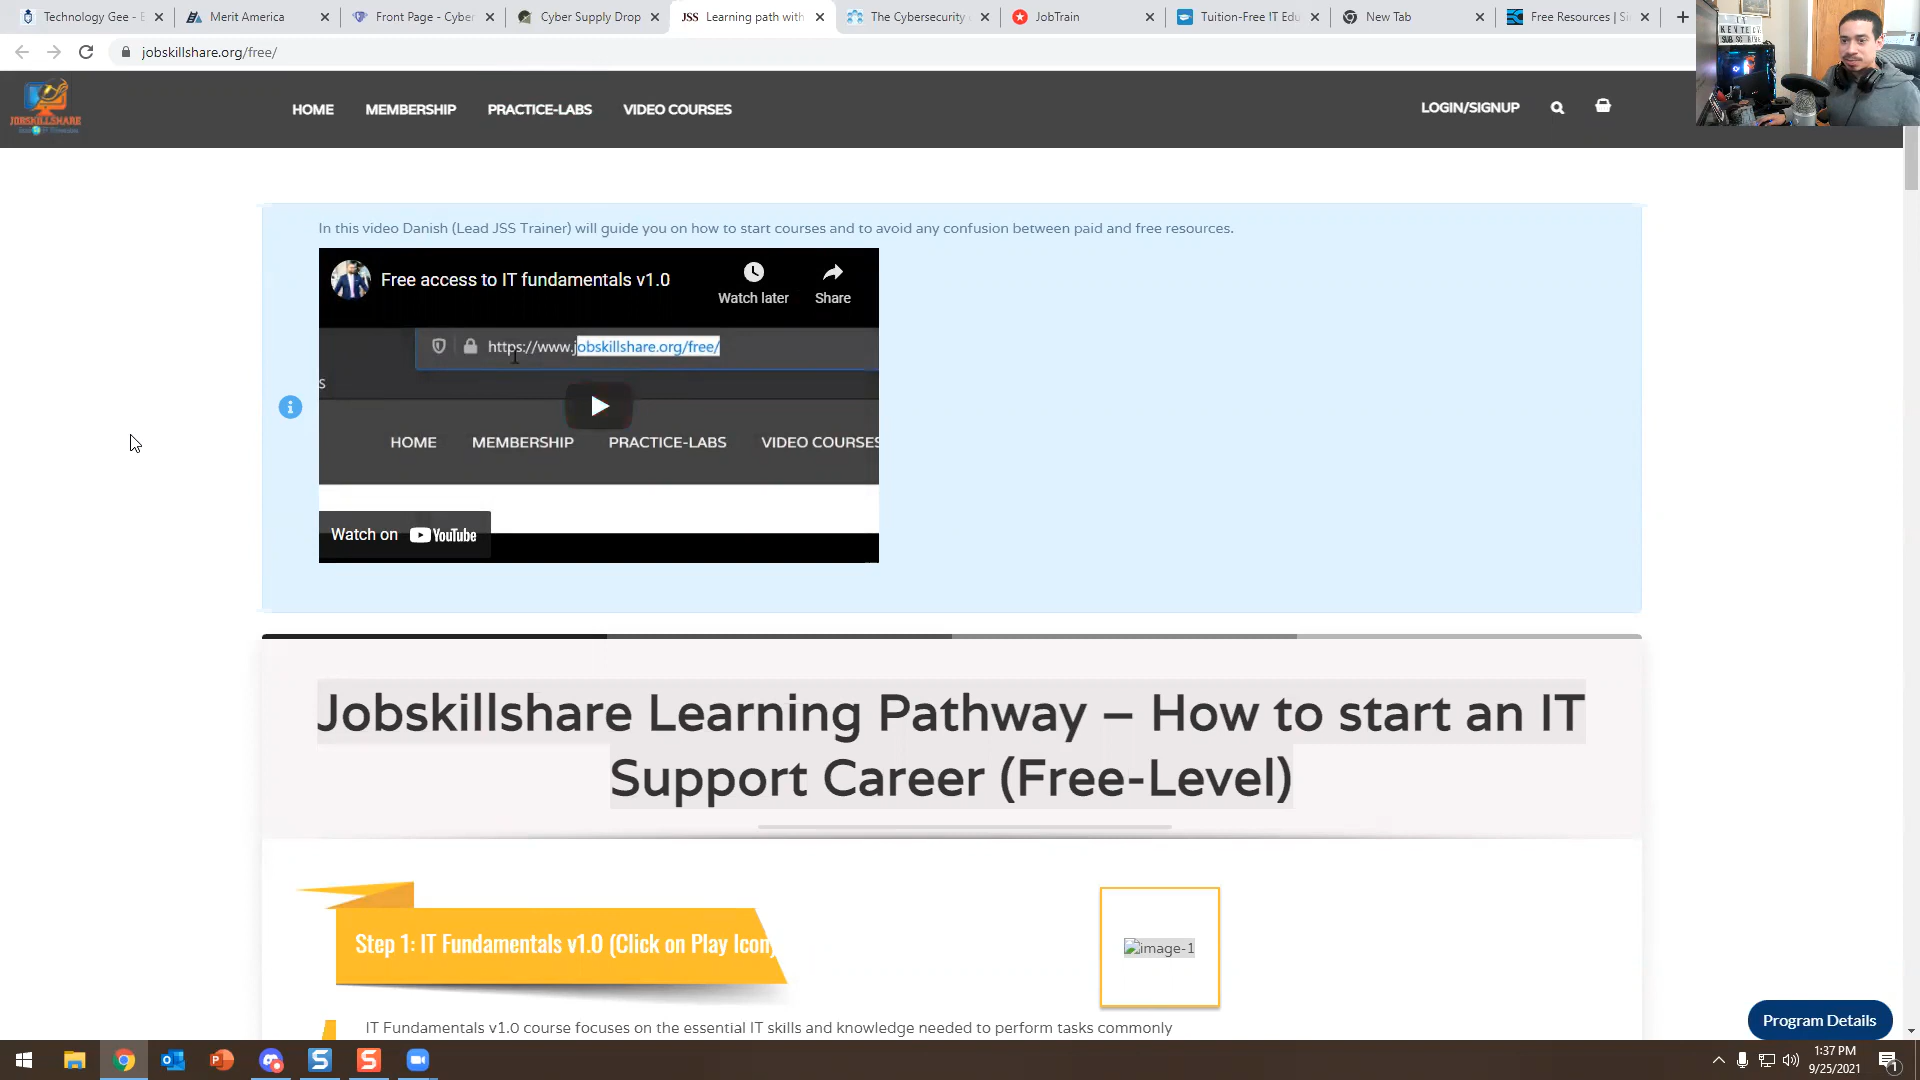 Technology Gee - E
Merit America
Front Page - Cyber
Cyber Supply Drop
JSS Learning path with
The Cybersecurity
JobTrain
Tuition-Free IT Edu
New Tab
Free Resources | Si
jobskillshare.org/free/
JOBSKILLSHARE
HOME MEMBERSHIP PRACTICE-LABS VIDEO COURSES
LOGIN/SIGNUP
In this video Danish (Lead JSS Trainer) will guide you on how to start courses and to avoid any confusion between paid and free resources.
Free access to IT fundamentals v1.0
Watch later
Share
https://www.jobskillshare.org/free/
S
HOME MEMBERSHIP PRACTICE-LABS VIDEO COURSES
Watch on YouTube
Jobskillshare Learning Pathway – How to start an IT
Support Career (Free-Level)
Step 1: IT Fundamentals v1.0 (Click on Play Icon)
image-1
IT Fundamentals v1.0 course focuses on the essential IT skills and knowledge needed to perform tasks commonly
Program Details
1:37 PM
9/25/2021